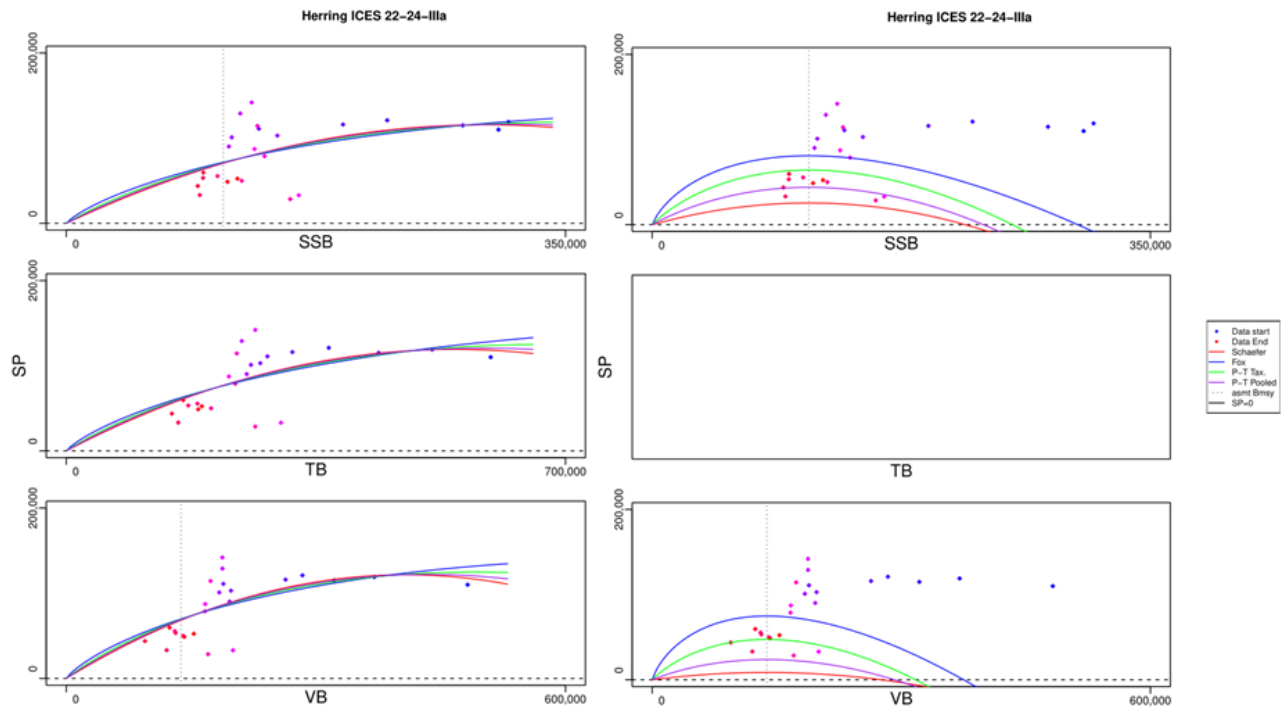 Herring ICES 22−24−IIIa
Herring ICES 22−24−IIIa
200,000
0
0
SSB
350,000
200,000
0
0
SSB
350,000
SP
200,000
0
0
TB
700,000
SP
TB
Data start
Data End
Schaefer
Fox
P−T Tax.
P−T Pooled
asmt Bmsy
SP=0
200,000
0
0
VB
600,000
200,000
0
0
VB
600,000